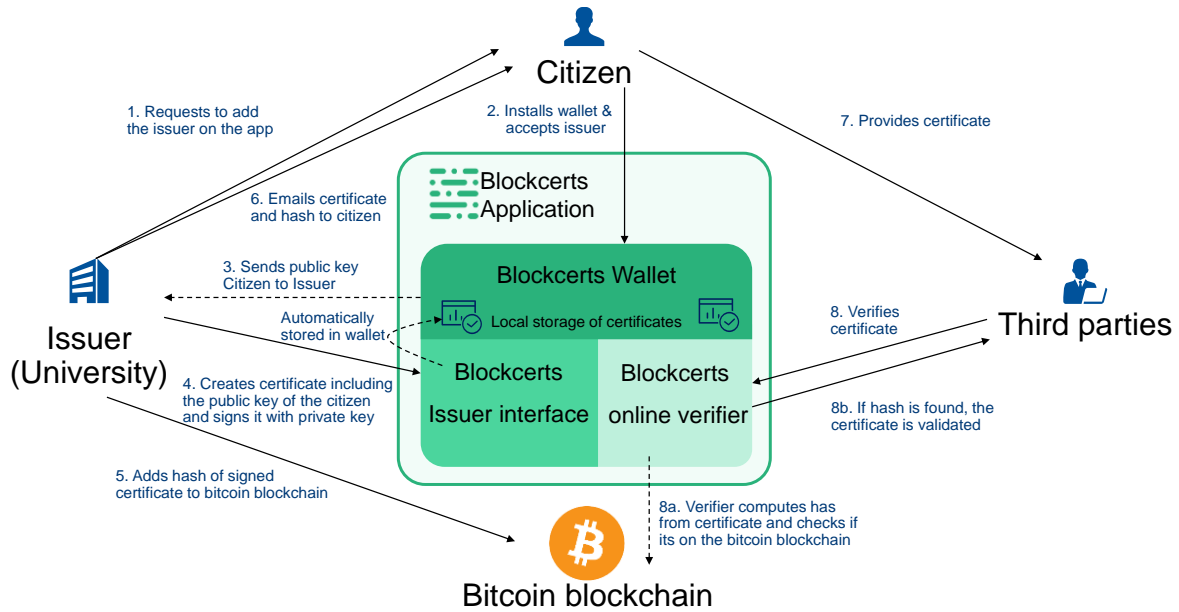 Citizen
1. Requests to add
the issuer on the app
2. Installs wallet &
accepts issuer
7. Provides certificate
Blockcerts
Application
6. Emails certificate
and hash to citizen
3. Sends public key
Citizen to Issuer
Blockcerts Wallet
Automatically
stored in wallet
Local storage of certificates
Issuer
(University)
8. Verifies
certificate
Third parties
4. Creates certificate including
the public key of the citizen
and signs it with private key
Blockcerts
Issuer interface
Blockcerts
online verifier
8b. If hash is found, the
certificate is validated
5. Adds hash of signed
certificate to bitcoin blockchain
8a. Verifier computes has
from certificate and checks if
its on the bitcoin blockchain
Bitcoin blockchain